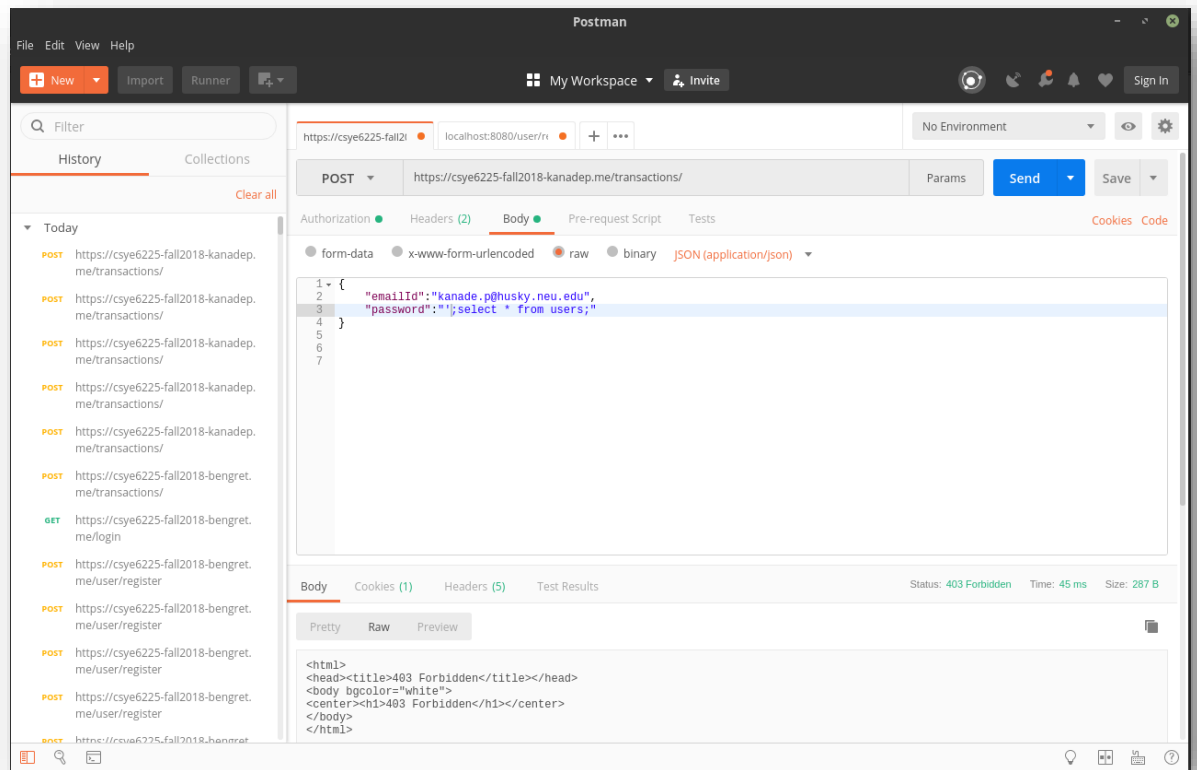 Postman
File Edit View Help
New Import Runner My Workspace Invite Sign In
Filter
History Collections
Clear all
Today
POST https://csye6225-fall2018-kanadep.
me/transactions/
POST https://csye6225-fall2018-kanadep.
me/transactions/
POST https://csye6225-fall2018-kanadep.
me/transactions/
POST https://csye6225-fall2018-kanadep.
me/transactions/
POST https://csye6225-fall2018-kanadep.
me/transactions/
POST https://csye6225-fall2018-bengret.
me/transactions/
GET https://csye6225-fall2018-bengret.
me/login
POST https://csye6225-fall2018-bengret.
me/user/register
POST https://csye6225-fall2018-bengret.
me/user/register
POST https://csye6225-fall2018-bengret.
me/user/register
POST https://csye6225-fall2018-bengret.
me/user/register
POST https://csye6225-fall2018-bengret.
https://csye6225-fall2( localhost:8080/user/re + ••• No Environment
POST https://csye6225-fall2018-kanadep.me/transactions/ Params Send Save
Authorization Headers (2) Body Pre-request Script Tests Cookies Code
form-data x-www-form-urlencoded raw binary JSON (application/json)
1 {
2 "emailId":"kanade.p@husky.neu.edu",
3 "password":"';select * from users;"
4 }
5
6
7
Body Cookies (1) Headers (5) Test Results Status: 403 Forbidden Time: 45 ms Size: 287 B
Pretty Raw Preview
<html>
<head><title>403 Forbidden</title></head>
<body bgcolor="white">
<center><h1>403 Forbidden</h1></center>
</body>
</html>